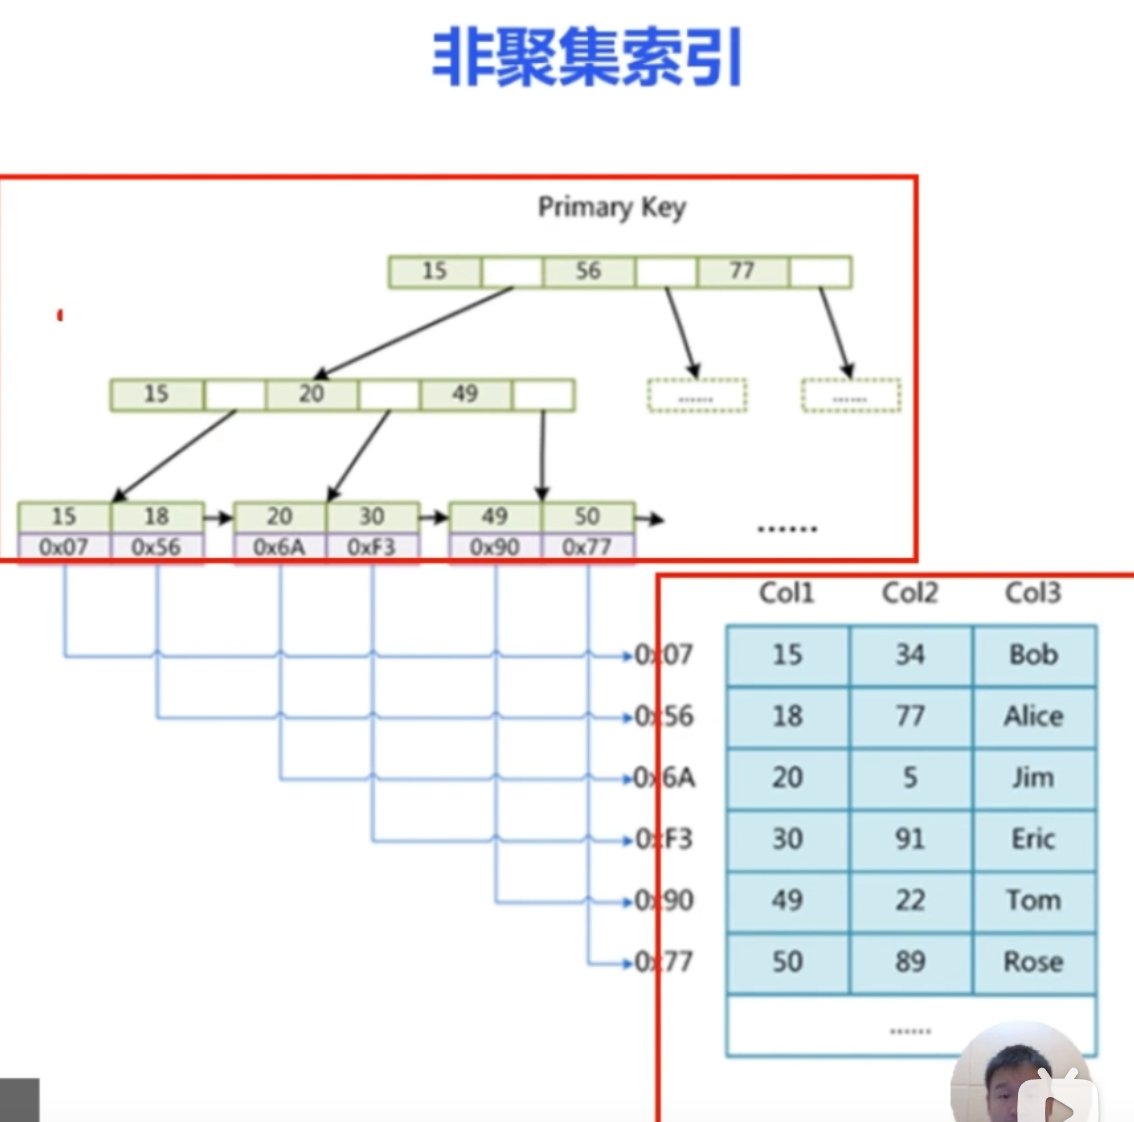 非聚集索引
Primary Key
15 56 77
15 20 49
...... ......
15 18 20 30 49 50
0x07 0x56 0x6A 0xF3 0x90 0x77
......
Col1 Col2 Col3
0x07 15 34 Bob
0x56 18 77 Alice
0x6A 20 5 Jim
0xF3 30 91 Eric
0x90 49 22 Tom
0x77 50 89 Rose
......